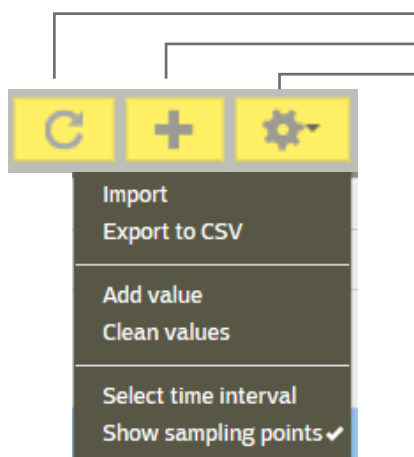 Import
Export to CSV
Add value
Clean values
Select time interval
Show sampling points